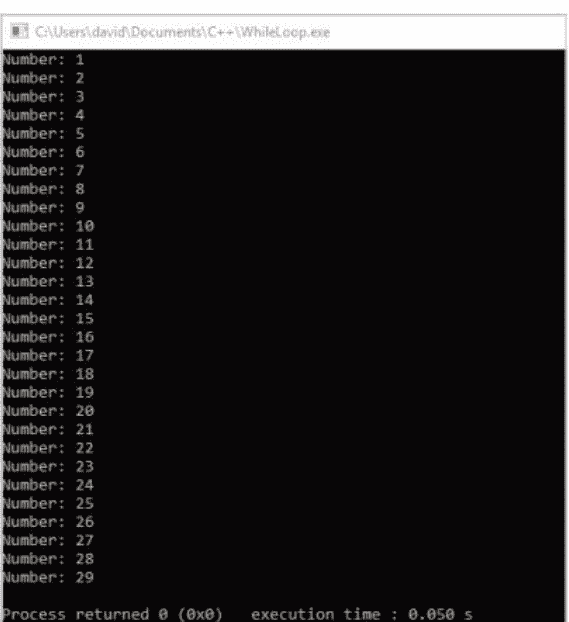 C:\Users\david\Documents\C++\WhileLoop.exe
Number: 1
Number: 2
Number: 3
Number: 4
Number: 5
Number: 6
Number: 7
Number: 8
Number: 9
Number: 10
Number: 11
Number: 12
Number: 13
Number: 14
Number: 15
Number: 16
Number: 17
Number: 18
Number: 19
Number: 20
Number: 21
Number: 22
Number: 23
Number: 24
Number: 25
Number: 26
Number: 27
Number: 28
Number: 29
Process returned 0 (0x0)   execution time : 0.050 s